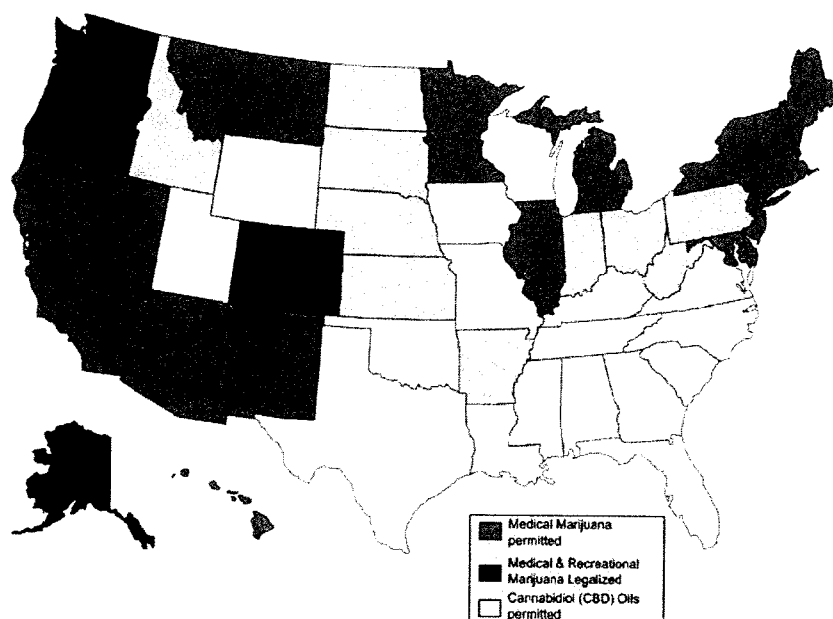 Medical Marijuana
permitted
Medical & Recreational
Marijuana Legalized
Cannabidiol (CBD) Oils
permitted